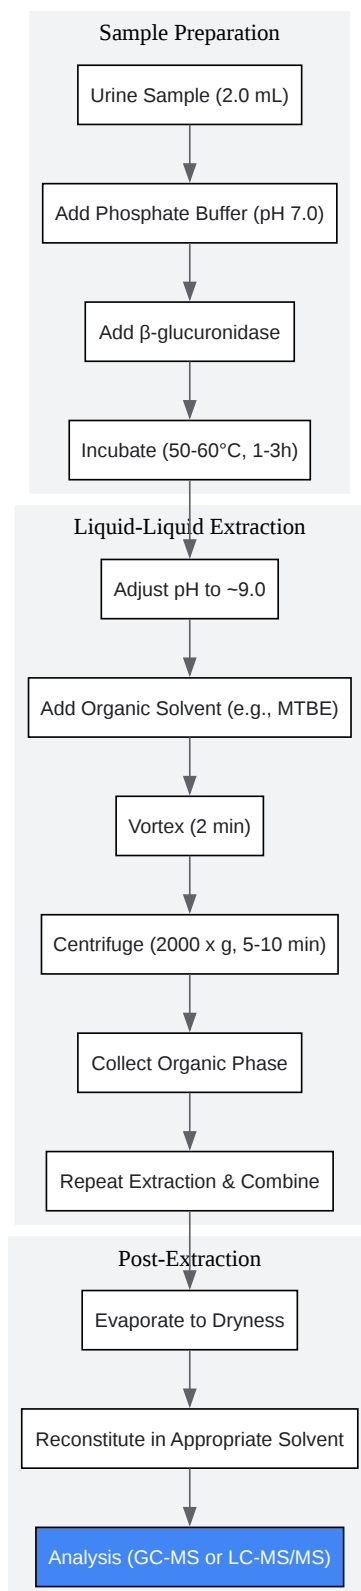 Sample Preparation
Urine Sample (2.0 mL)
Add Phosphate Buffer (pH 7.0)
Add β-glucuronidase
Incubate (50-60°C, 1-3h)
Liquid-Liquid Extraction
Adjust pH to ~9.0
Add Organic Solvent (e.g., MTBE)
Vortex (2 min)
Centrifuge (2000 x g, 5-10 min)
Collect Organic Phase
Repeat Extraction & Combine
Post-Extraction
Evaporate to Dryness
Reconstitute in Appropriate Solvent
Analysis (GC-MS or LC-MS/MS)